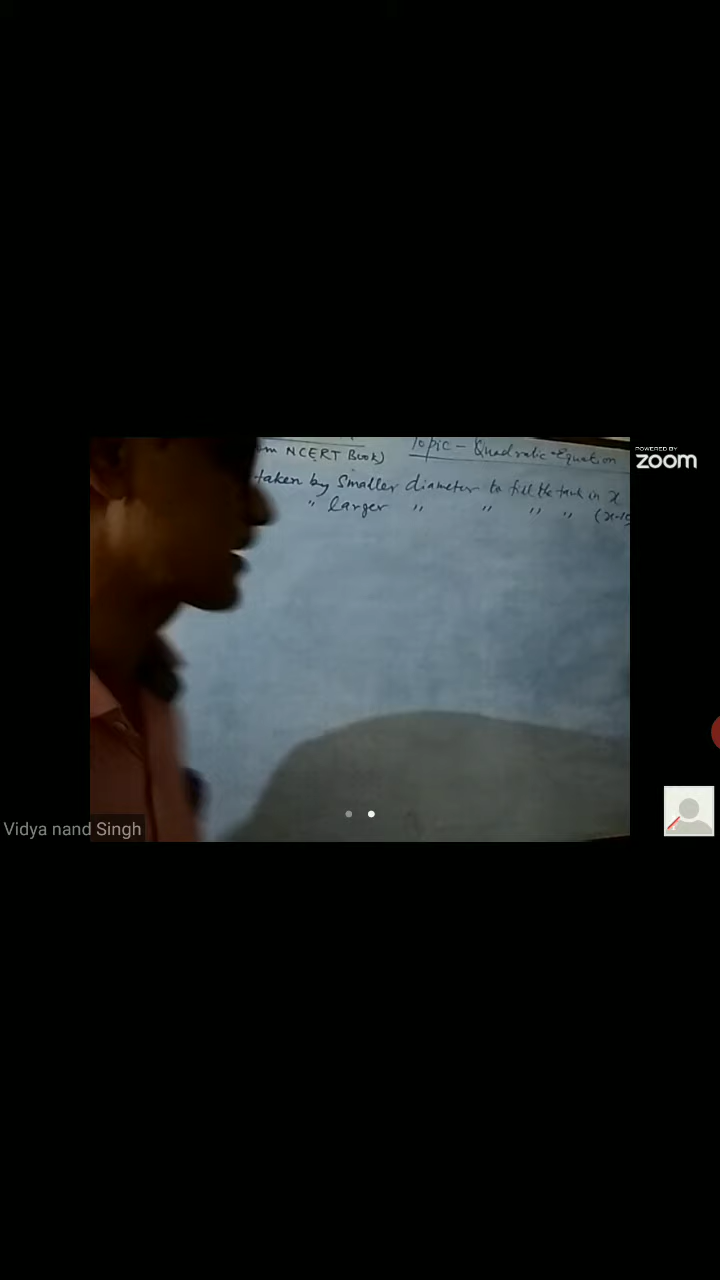 NCERT Book) Topic - Quadratic Equation
POWERED BY
zoom
taken by Smaller diameter to fill the tank in x
" larger " " " " (x-10
Vidya nand Singh